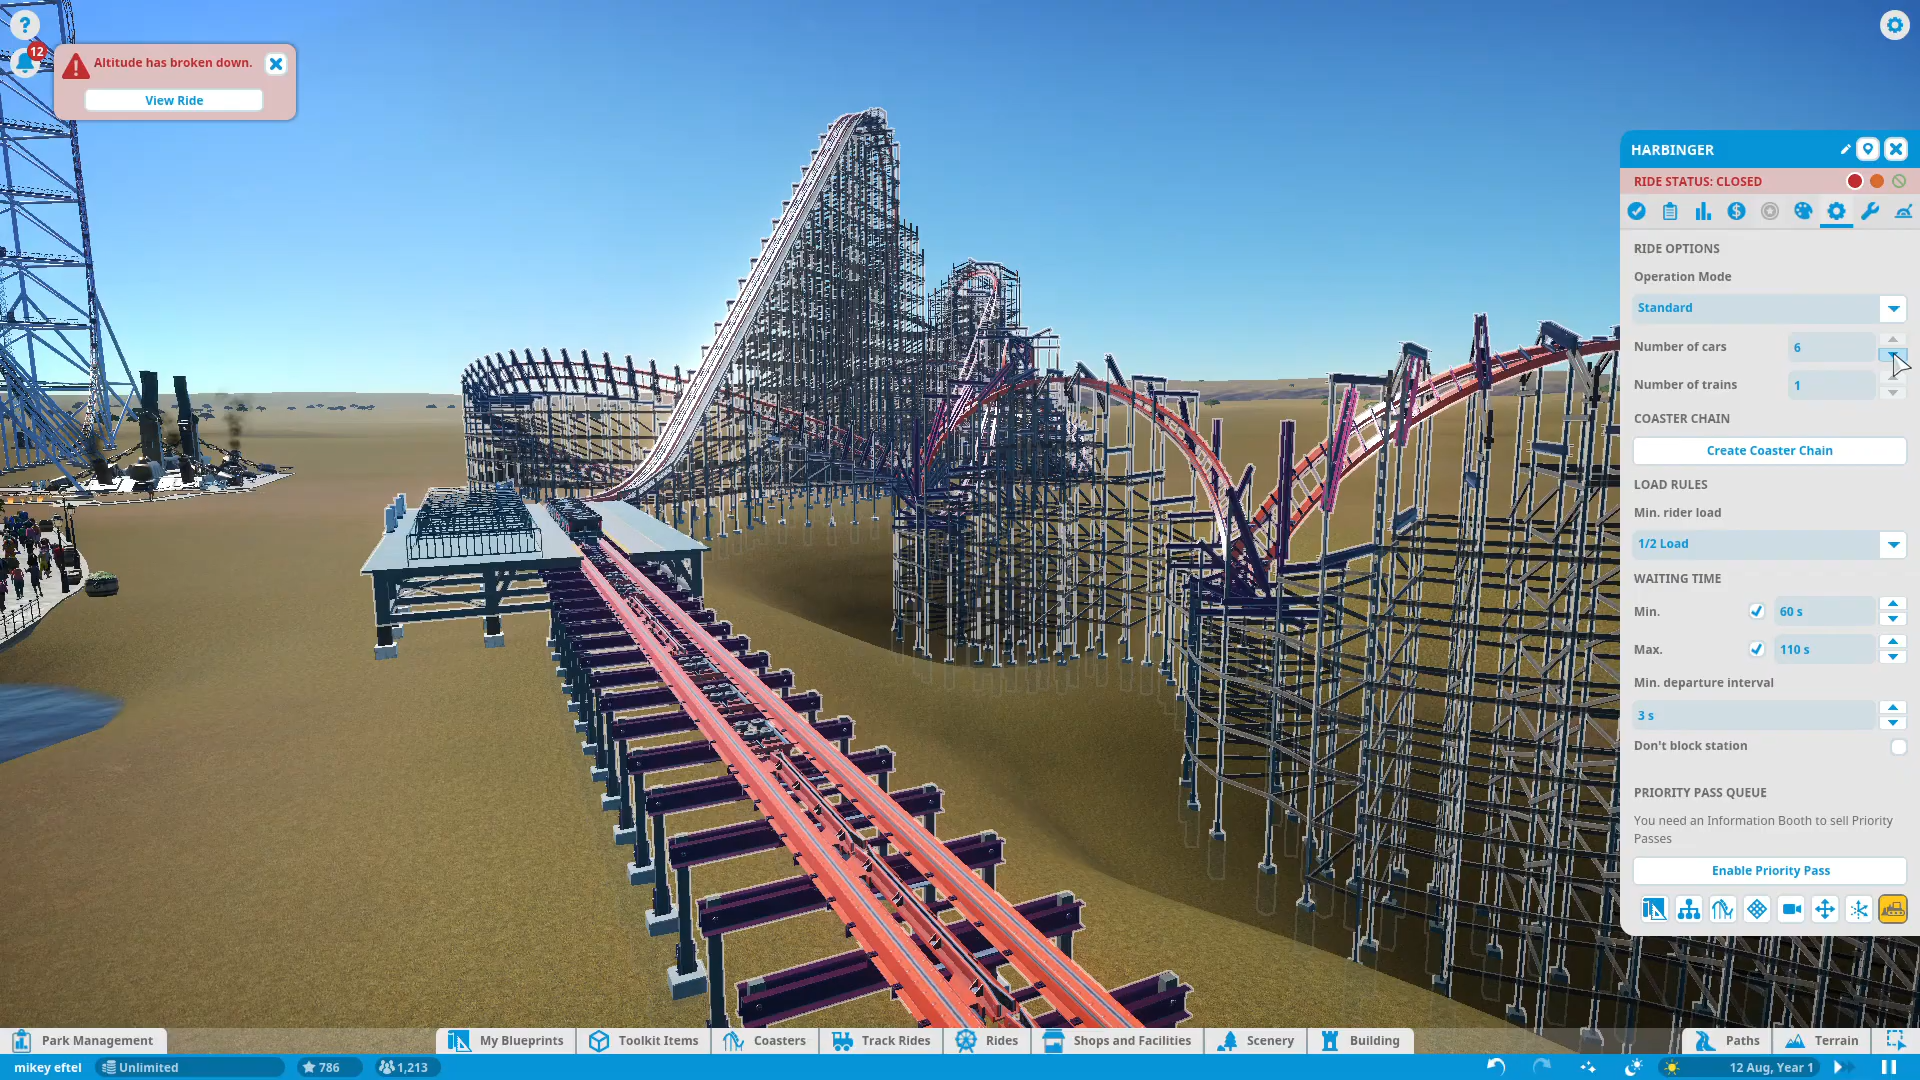 ?
12
Altitude has broken down.
View Ride
HARBINGER
RIDE STATUS: CLOSED
RIDE OPTIONS
Operation Mode
Standard
Number of cars 6
Number of trains 1
COASTER CHAIN
Create Coaster Chain
LOAD RULES
Min. rider load
1/2 Load
WAITING TIME
Min. 60 s
Max. 110 s
Min. departure interval
3 s
Don't block station
PRIORITY PASS QUEUE
You need an Information Booth to sell Priority
Passes
Enable Priority Pass
Park Management My Blueprints Toolkit Items Coasters Track Rides Rides Shops and Facilities Scenery Building Paths Terrain
mikey eftel Unlimited 786 1,213 12 Aug, Year 1